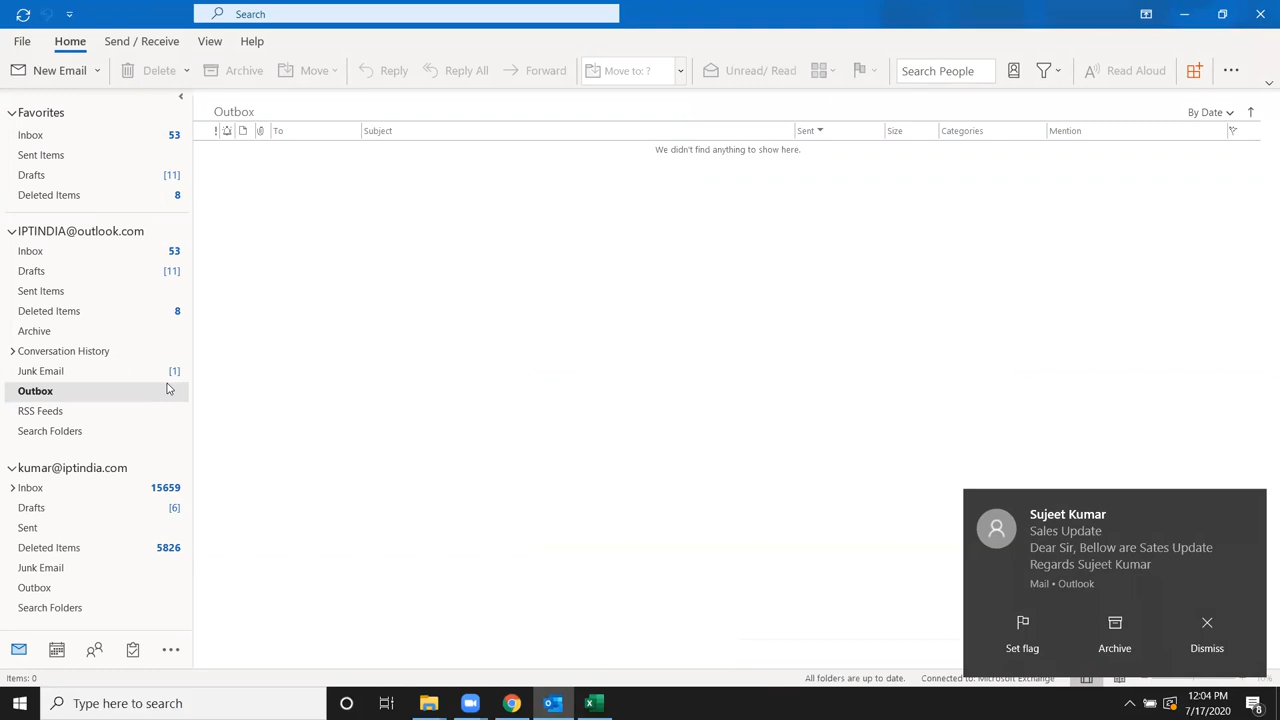 Search
File Home Send / Receive View Help
New Email Delete Archive Move Reply Reply All Forward Move to: ? Unread/ Read Search People Read Aloud
Favorites
Inbox 53
Sent Items
Drafts [11]
Deleted Items 8
IPTINDIA@outlook.com
Inbox 53
Drafts [11]
Sent Items
Deleted Items 8
Archive
Conversation History
Junk Email [1]
Outbox
RSS Feeds
Search Folders
kumar@iptindia.com
Inbox 15659
Drafts [6]
Sent
Deleted Items 5826
Junk Email
Outbox
Search Folders
Outbox By Date
! To Subject Sent Size Categories Mention
We didn't find anything to show here.
Sujeet Kumar
Sales Update
Dear Sir, Bellow are Sates Update
Regards Sujeet Kumar
Mail • Outlook
Set flag Archive Dismiss
Items: 0 All folders are up to date. Connected to: Microsoft Exchange
Type here to search
12:04 PM
7/17/2020
8